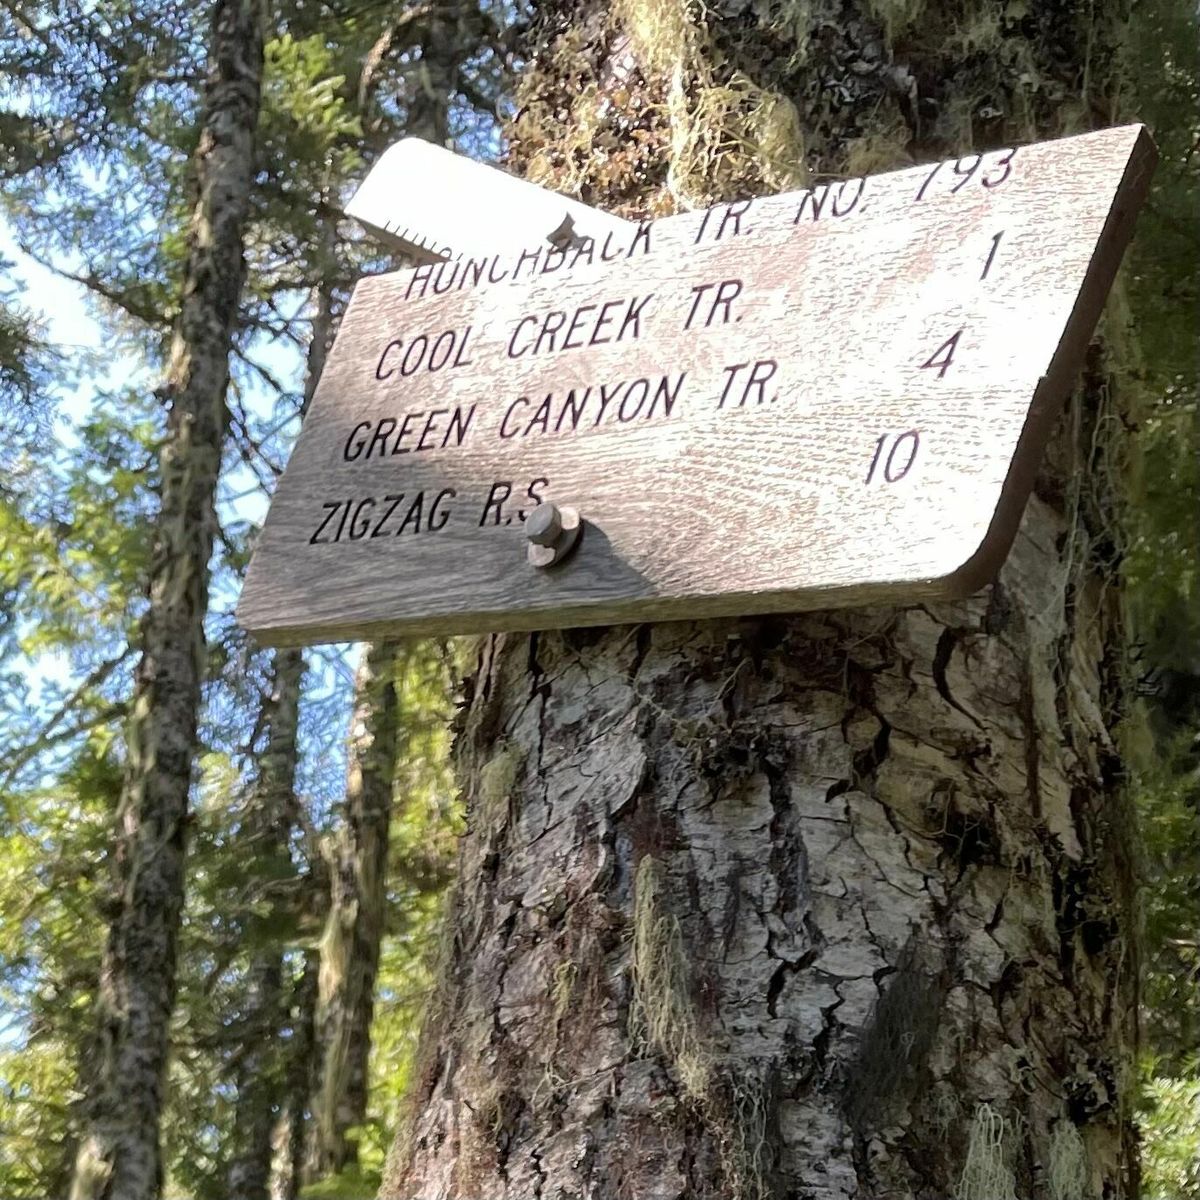 HUNCHBACK TR. NO. 793
COOL CREEK TR. 1
GREEN CANYON TR. 4
ZIGZAG R.S. 10